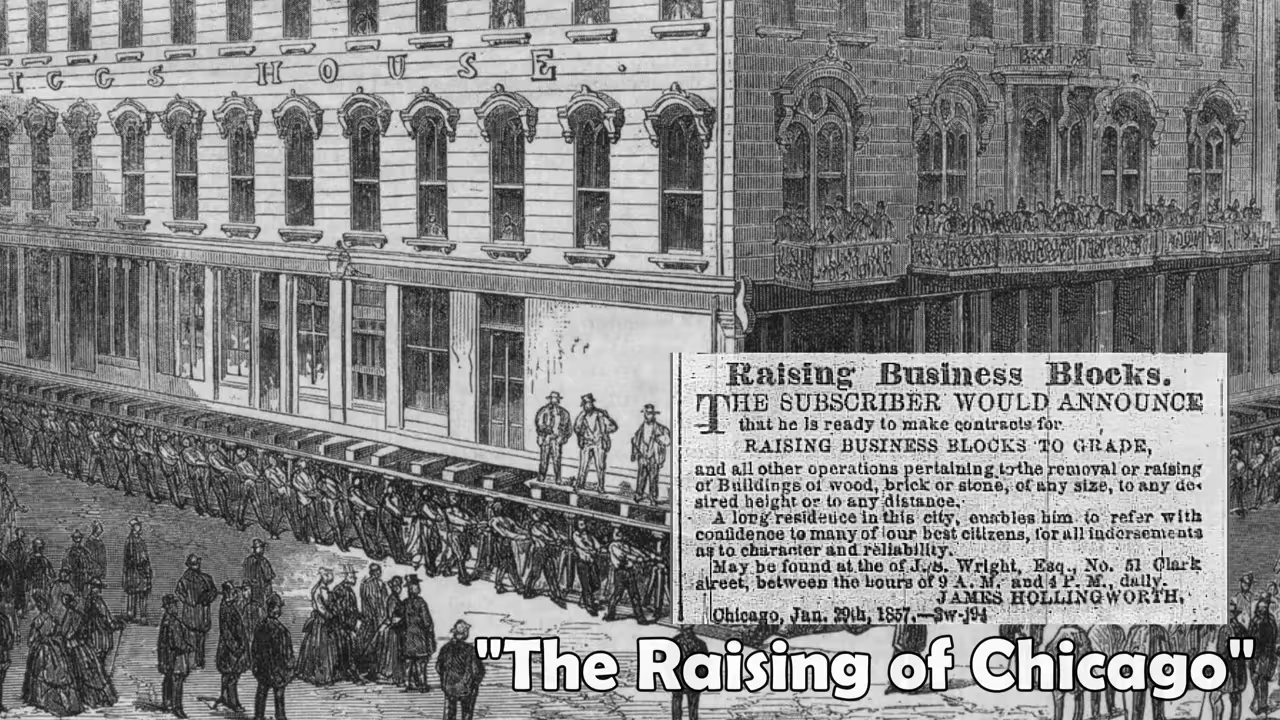 IGGS HOUSE.
Raising Business Blocks.
THE SUBSCRIBER WOULD ANNOUNCE
that he is ready to make contracts for
RAISING BUSINESS BLOCKS TO GRADE,
and all other operations pertaining to the removal or raising
of Buildings of wood, brick or stone, of any size, to any de-
sired height or to any distance.
A long residence in this city, enables him to refer with
confidence to many of our best citizens, for all indorsements
as to character and reliability.
May be found at the of J. S. Wright, Esq., No. 51 Clark
street, between the hours of 9 A. M. and 4 P. M., daily.
JAMES HOLLINGWORTH,
Chicago, Jan. 29th, 1857.—3w-j94
"The Raising of Chicago"